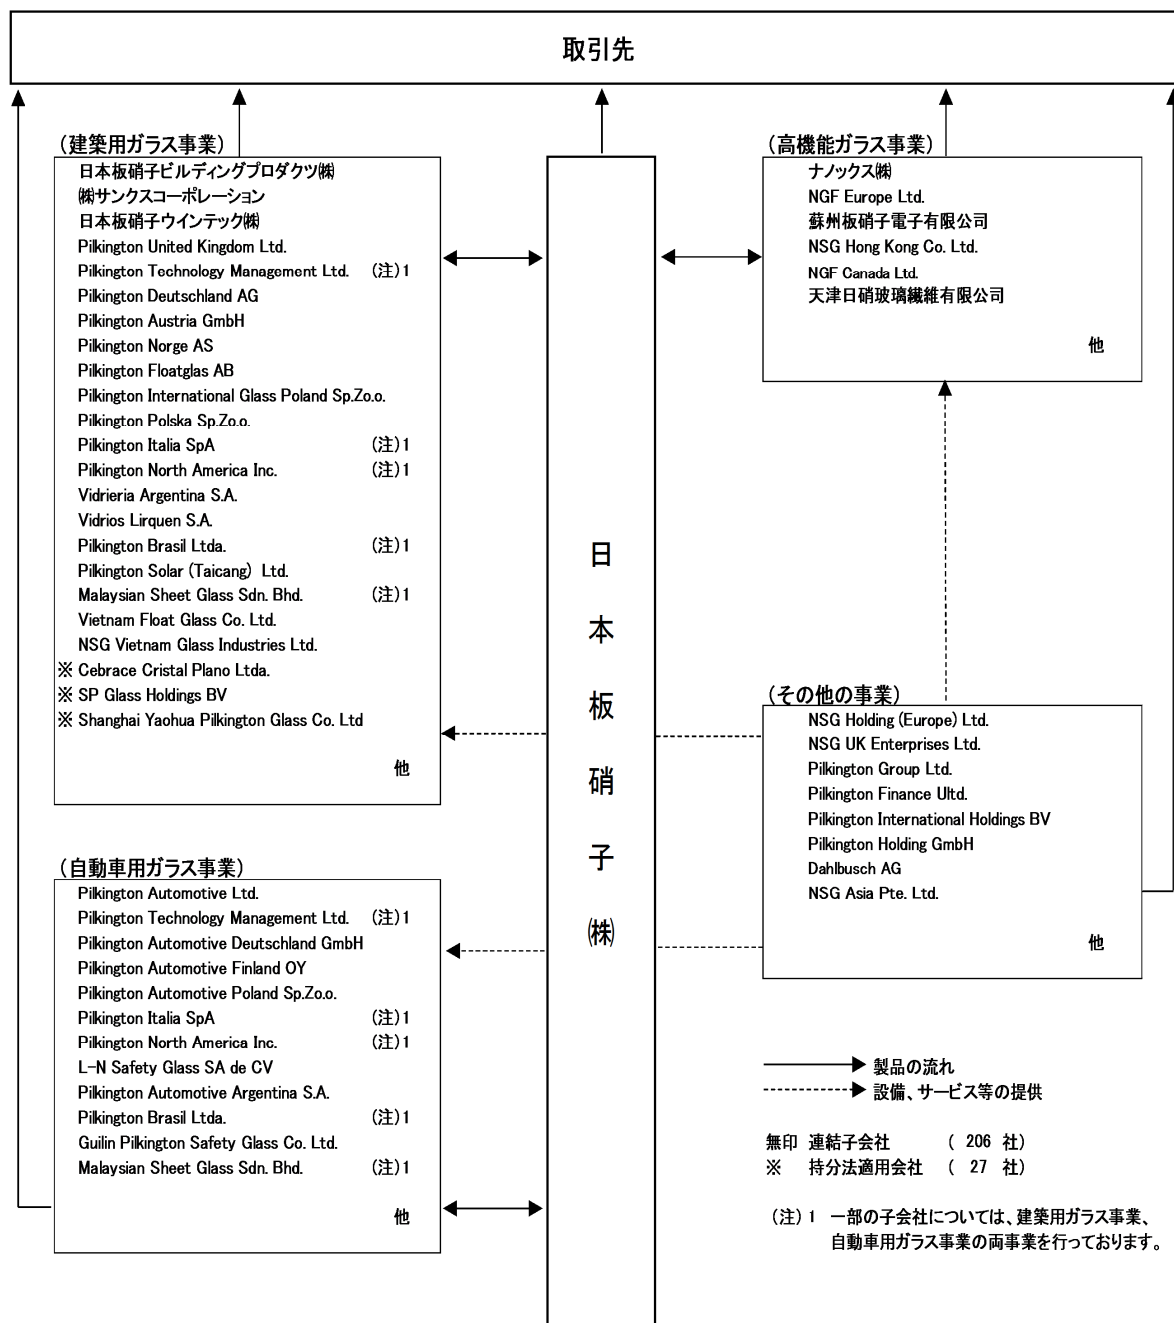 取引先
(建築用ガラス事業)
日本板硝子ビルディングプロダクツ㈱
㈱サンクスコーポレーション
日本板硝子ウインテック㈱
Pilkington United Kingdom Ltd.
Pilkington Technology Management Ltd. (注)1
Pilkington Deutschland AG
Pilkington Austria GmbH
Pilkington Norge AS
Pilkington Floatglas AB
Pilkington International Glass Poland Sp.Zo.o.
Pilkington Polska Sp.Zo.o.
Pilkington Italia SpA (注)1
Pilkington North America Inc. (注)1
Vidrieria Argentina S.A.
Vidrios Lirquen S.A.
Pilkington Brasil Ltda. (注)1
Pilkington Solar (Taicang) Ltd.
Malaysian Sheet Glass Sdn. Bhd. (注)1
Vietnam Float Glass Co. Ltd.
NSG Vietnam Glass Industries Ltd.
※ Cebrace Cristal Plano Ltda.
※ SP Glass Holdings BV
※ Shanghai Yaohua Pilkington Glass Co. Ltd
他
(自動車用ガラス事業)
Pilkington Automotive Ltd.
Pilkington Technology Management Ltd. (注)1
Pilkington Automotive Deutschland GmbH
Pilkington Automotive Finland OY
Pilkington Automotive Poland Sp.Zo.o.
Pilkington Italia SpA (注)1
Pilkington North America Inc. (注)1
L-N Safety Glass SA de CV
Pilkington Automotive Argentina S.A.
Pilkington Brasil Ltda. (注)1
Guilin Pilkington Safety Glass Co. Ltd.
Malaysian Sheet Glass Sdn. Bhd. (注)1
他
日本板硝子㈱
(高機能ガラス事業)
ナノックス㈱
NGF Europe Ltd.
蘇州板硝子電子有限公司
NSG Hong Kong Co. Ltd.
NGF Canada Ltd.
天津日硝玻璃繊維有限公司
他
(その他の事業)
NSG Holding (Europe) Ltd.
NSG UK Enterprises Ltd.
Pilkington Group Ltd.
Pilkington Finance Ultd.
Pilkington International Holdings BV
Pilkington Holding GmbH
Dahlbusch AG
NSG Asia Pte. Ltd.
他
製品の流れ
設備、サービス等の提供
無印 連結子会社 ( 206 社)
※ 持分法適用会社 ( 27 社)
(注) 1 一部の子会社については、建築用ガラス事業、
自動車用ガラス事業の両事業を行っております。